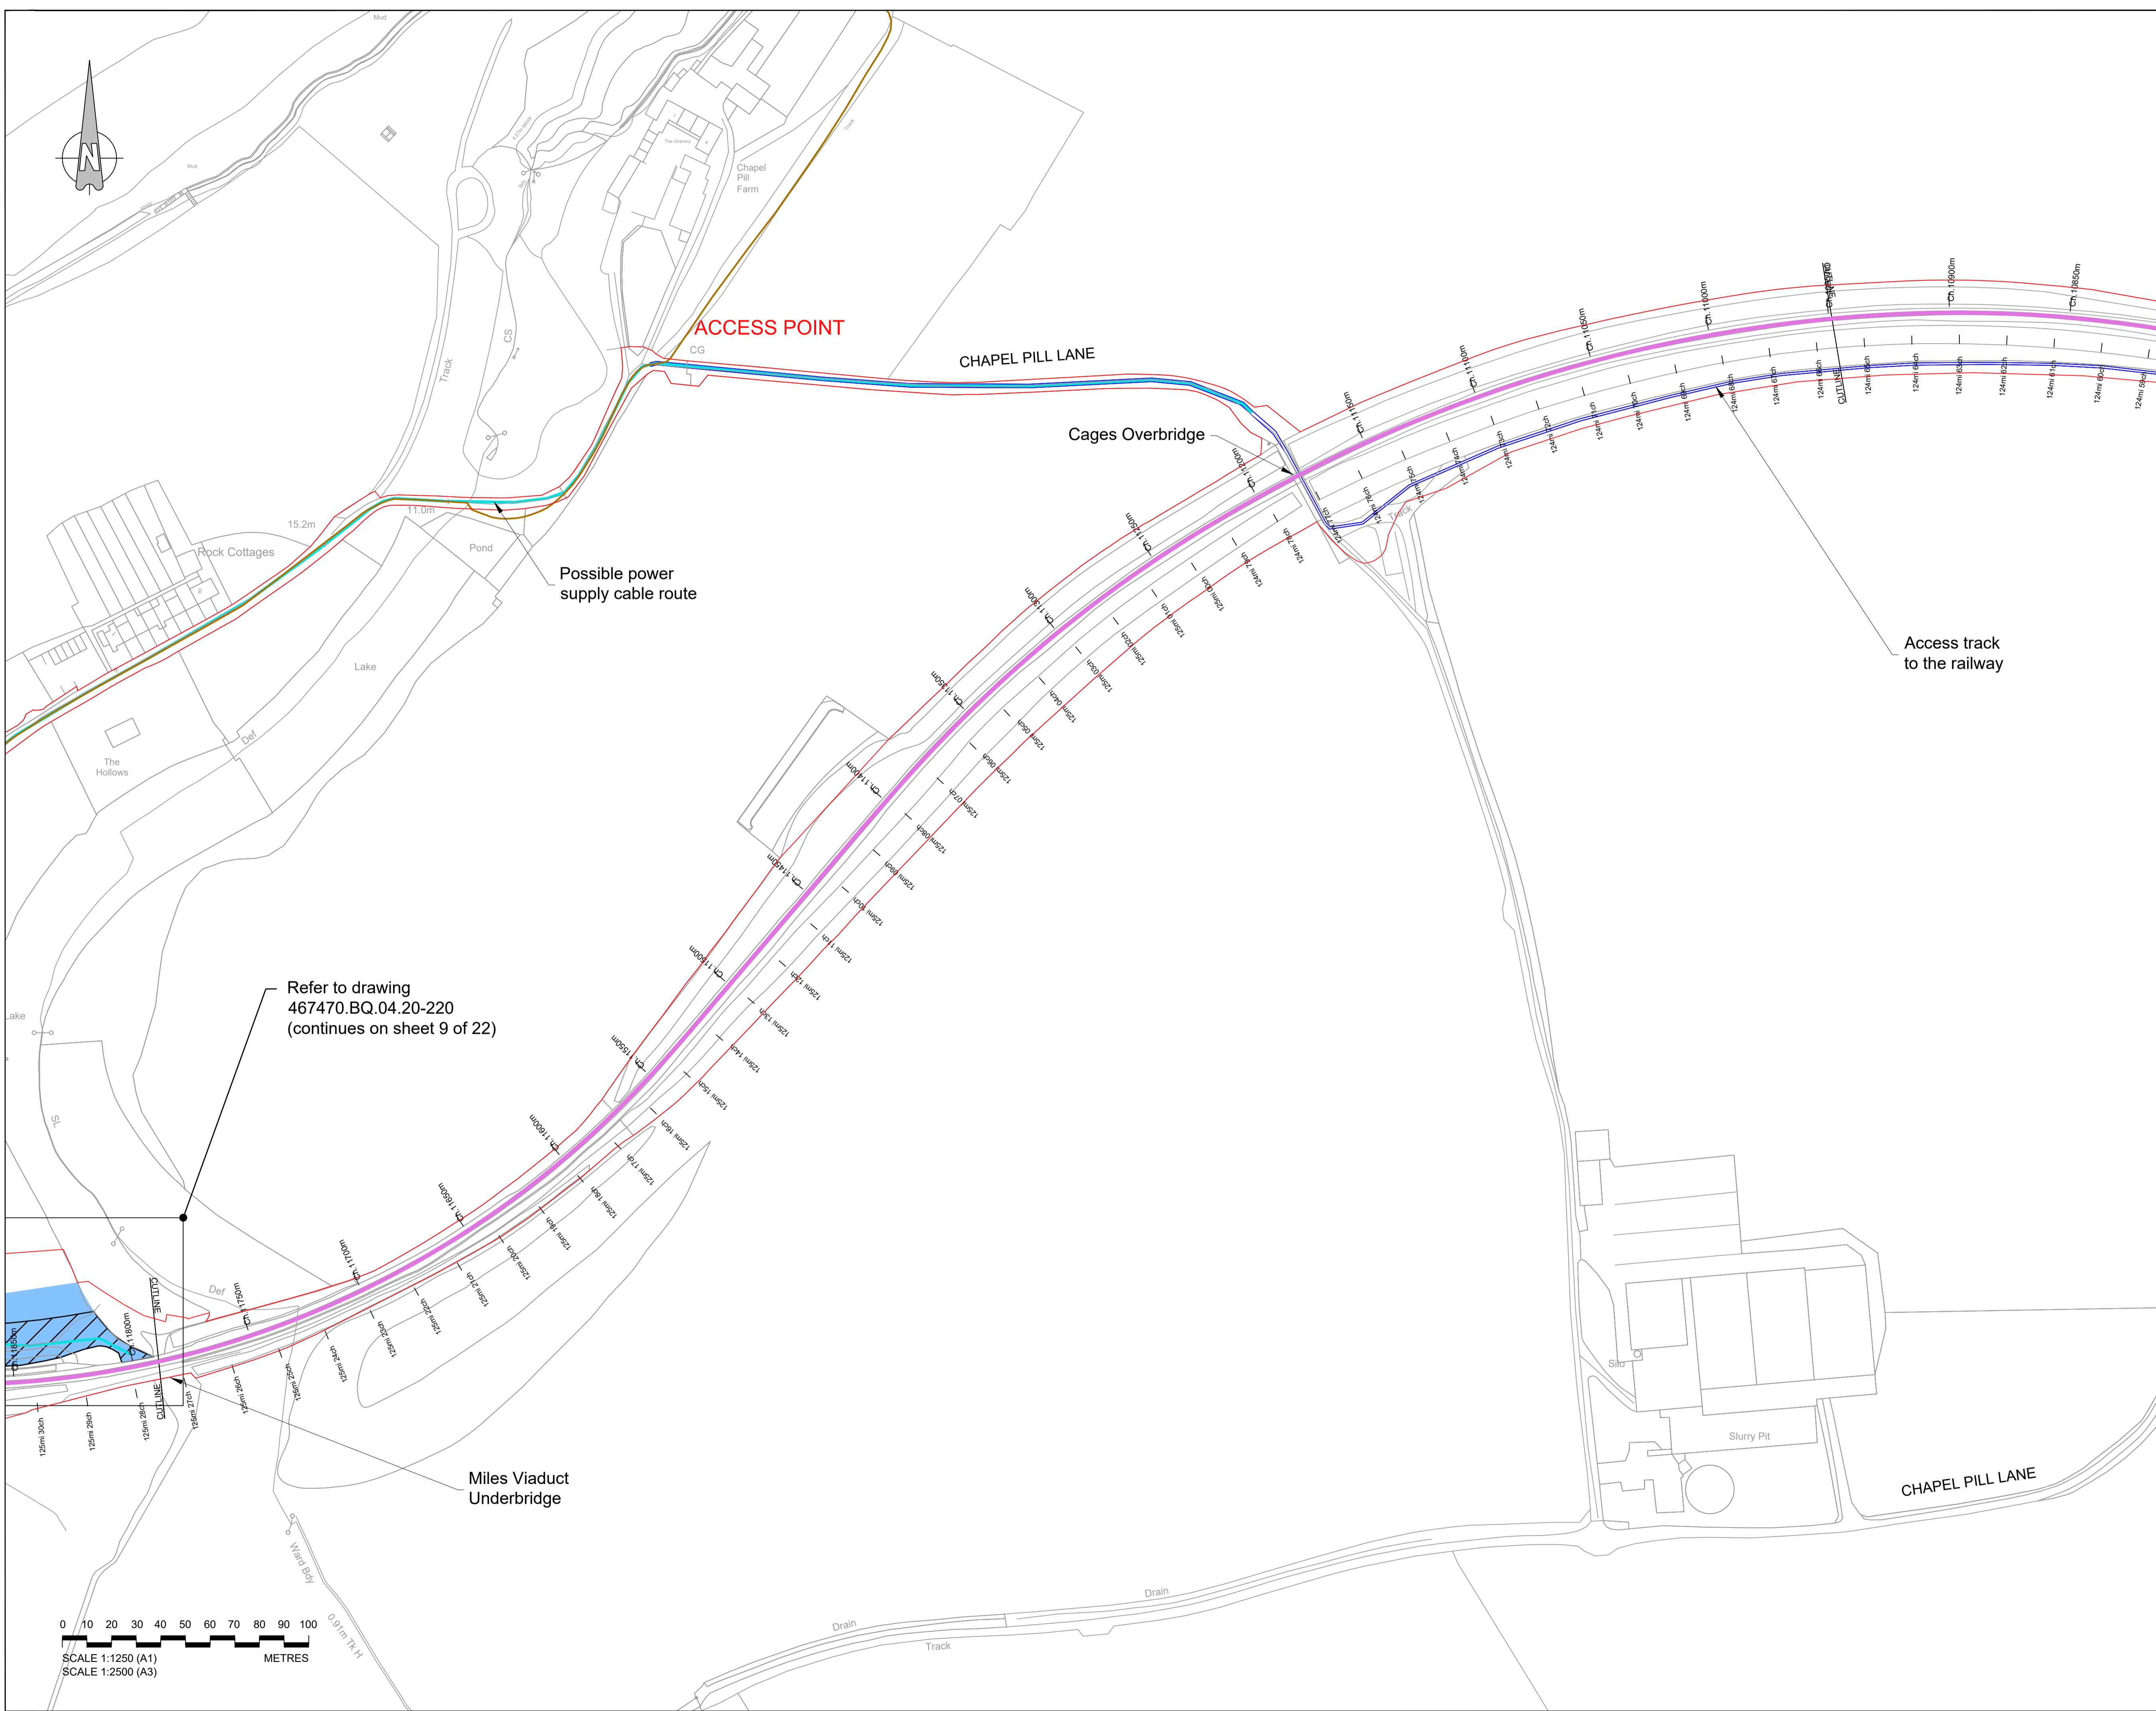 Mud
Mud
MHW
4.57m MHW
CS
Track
Track
The Granary
Chapel
Pill
Farm
N
ACCESS POINT
CG
CHAPEL PILL LANE
Cages Overbridge
15.2m
11.0m
Rock Cottages
Pond
Possible power
supply cable route
Lake
The
Hollows
Def
Track
Access track
to the railway
Ch.10850m
Ch.10900m
Ch.11000m
Ch.11050m
Ch.11100m
Ch.11150m
Ch.11200m
Ch.11250m
Ch.11300m
Ch.11350m
Ch.11400m
Ch.11450m
Ch.11500m
Ch.11550m
Ch.11600m
Ch.11650m
Ch.11700m
Ch.11750m
Ch.11800m
Ch.11850m
CUTLINE
124mi 59ch
124mi 60ch
124mi 61ch
124mi 62ch
124mi 63ch
124mi 64ch
124mi 65ch
124mi 66ch
124mi 67ch
124mi 68ch
124mi 69ch
124mi 70ch
124mi 71ch
124mi 72ch
124mi 73ch
124mi 74ch
124mi 75ch
124mi 76ch
124mi 77ch
124mi 78ch
124mi 79ch
125mi 00ch
125mi 01ch
125mi 02ch
125mi 03ch
125mi 04ch
125mi 05ch
125mi 06ch
125mi 07ch
125mi 08ch
125mi 09ch
125mi 10ch
125mi 11ch
125mi 12ch
125mi 13ch
125mi 14ch
125mi 15ch
125mi 16ch
125mi 17ch
125mi 18ch
125mi 19ch
125mi 20ch
125mi 21ch
125mi 22ch
125mi 23ch
125mi 24ch
125mi 25ch
125mi 26ch
125mi 27ch
125mi 28ch
125mi 29ch
125mi 30ch
Refer to drawing
467470.BQ.04.20-220
(continues on sheet 9 of 22)
Lake
SL
Def
CUTLINE
CUTLINE
Miles Viaduct
Underbridge
Silo
Slurry Pit
CHAPEL PILL LANE
Ward Bdy
0.91m Tk H
Drain
Drain
Track
0 10 20 30 40 50 60 70 80 90 100
SCALE 1:1250 (A1) METRES
SCALE 1:2500 (A3)